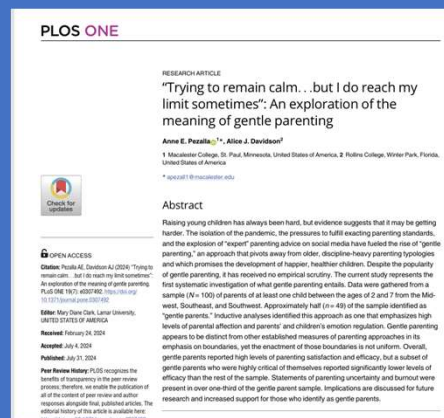 PLOS ONE
RESEARCH ARTICLE
"Trying to remain calm. . .but I do reach my
limit sometimes": An exploration of the
meaning of gentle parenting
Anne E. Pezalla 1*, Alice J. Davidson2
1 Macalester College, St. Paul, Minnesota, United States of America, 2 Rollins College, Winter Park, Florida,
United States of America
* apezall1@macalester.edu
Abstract
Raising young children has always been hard, but evidence suggests that it may be getting
harder. The isolation of the pandemic, the pressures to fulfill exacting parenting standards,
and the explosion of "expert" parenting advice on social media have fueled the rise of "gentle
parenting," an approach that pivots away from older, discipline-heavy parenting typologies
and which promises the development of happier, healthier children. Despite the popularity
of gentle parenting, it has received no empirical scrutiny. The current study represents the
first systematic investigation of what gentle parenting entails. Data were gathered from a
sample (N = 100) of parents of at least one child between the ages of 2 and 7 from the Mid-
west, Southeast, and Southwest. Approximately half (n = 49) of the sample identified as
"gentle parents." Inductive analyses identified this approach as one that emphasizes high
levels of parental affection and parents' and children's emotion regulation. Gentle parenting
appears to be distinct from other established measures of parenting approaches in its
emphasis on boundaries, yet the enactment of those boundaries is not uniform. Overall,
gentle parents reported high levels of parenting satisfaction and efficacy, but a subset of
gentle parents who were highly critical of themselves reported significantly lower levels of
efficacy than the rest of the sample. Statements of parenting uncertainty and burnout were
present in over one-third of the gentle parent sample. Implications are discussed for future
research and increased support for those who identify as gentle parents.
Check for
updates
OPEN ACCESS
Citation: Pezalla AE, Davidson AJ (2024) "Trying to
remain calm. . .but I do reach my limit sometimes":
An exploration of the meaning of gentle parenting.
PLoS ONE 19(7): e0307492. https://doi.org/
10.1371/journal.pone.0307492
Editor: Mary Diane Clark, Lamar University,
UNITED STATES OF AMERICA
Received: February 24, 2024
Accepted: July 4, 2024
Published: July 31, 2024
Peer Review History: PLOS recognizes the
benefits of transparency in the peer review
process; therefore, we enable the publication of
all of the content of peer review and author
responses alongside final, published articles. The
editorial history of this article is available here: